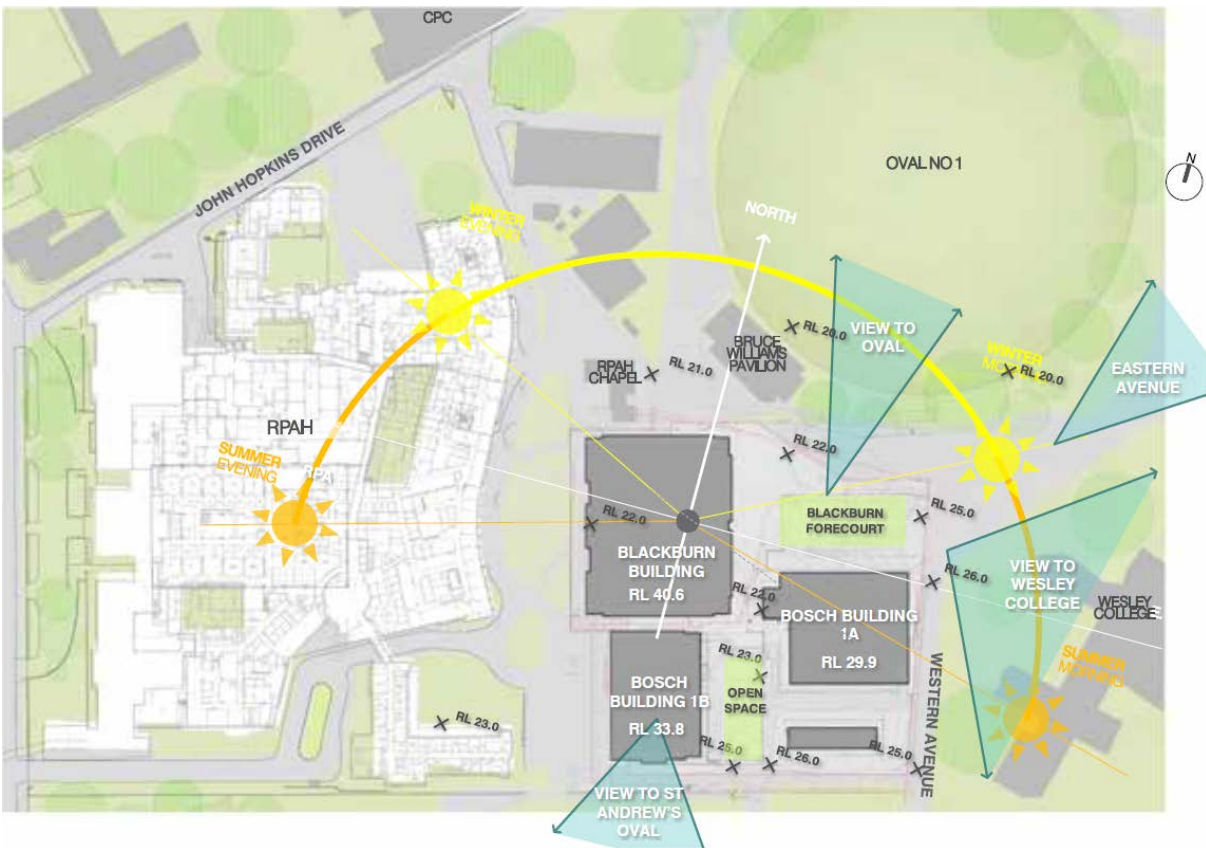 CPC
JOHN HOPKINS DRIVE
OVAL NO 1
N
WINTER
EVENING
NORTH
RL 20.0
VIEW TO
OVAL
BRUCE
WILLIAMS
PAVILION
RPAH
CHAPEL
RL 21.0
WINTER
RL 20.0
EASTERN
AVENUE
RPAH
SUMMER
EVENING
RPA
RL 22.0
RL 22.0
BLACKBURN
FORECOURT
RL 25.0
BLACKBURN
BUILDING
RL 40.6
RL 22.0
RL 26.0
VIEW TO
WESLEY
COLLEGE
WESLEY
COLLEGE
BOSCH BUILDING
1A
RL 29.9
SUMMER
MORNING
RL 23.0
BOSCH
BUILDING 1B
RL 33.8
OPEN
SPACE
WESTERN AVENUE
RL 23.0
RL 25.0
RL 26.0
RL 25.0
VIEW TO ST
ANDREW'S
OVAL